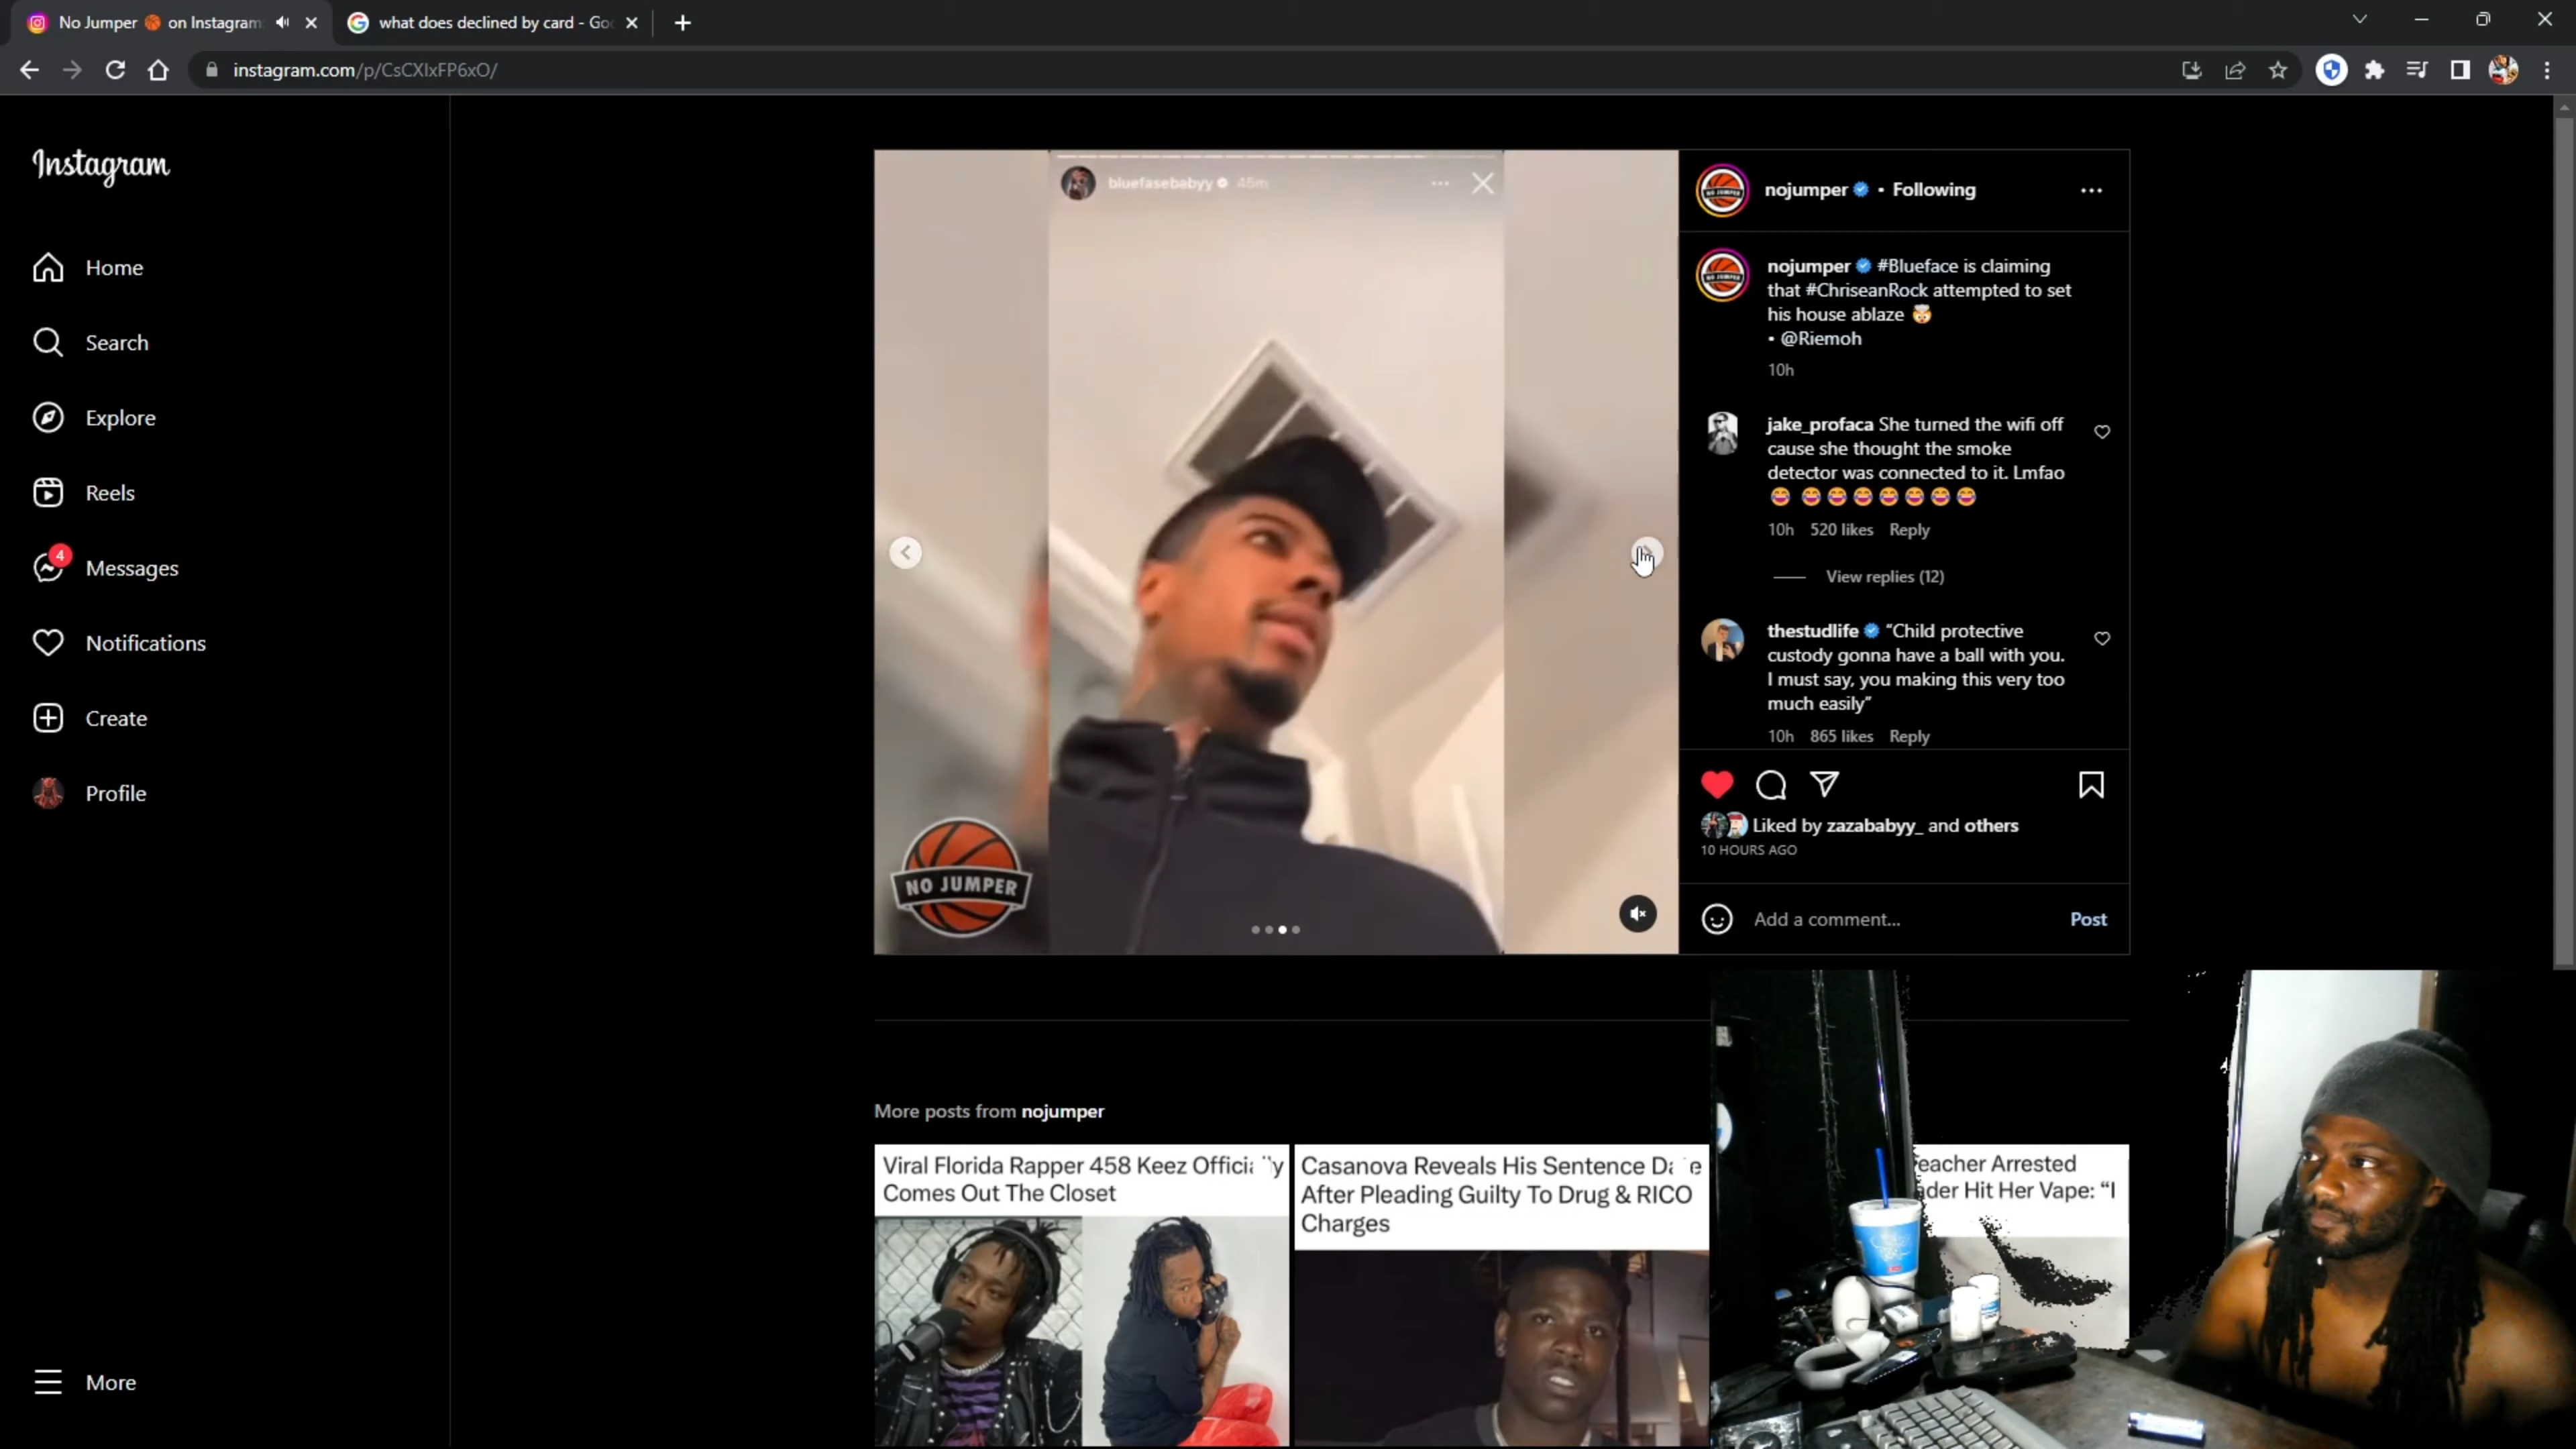 No Jumper 🏀 on Instagram
what does declined by card - Goo
instagram.com/p/CsCXIxFP6xO/
Instagram
Home
Search
Explore
Reels
4
Messages
Notifications
Create
Profile
More
bluefasebabyy 45m
NO JUMPER
nojumper • Following
nojumper #Blueface is claiming
that #ChriseanRock attempted to set
his house ablaze 🤯
• @Riemoh
10h
jake_profaca She turned the wifi off
cause she thought the smoke
detector was connected to it. Lmfao
😂 😂😂😂😂😂😂😂
10h 520 likes Reply
View replies (12)
thestudlife “Child protective
custody gonna have a ball with you.
I must say, you making this very too
much easily”
10h 865 likes Reply
Liked by zazababyy_ and others
10 HOURS AGO
Add a comment...
Post
More posts from nojumper
Viral Florida Rapper 458 Keez Officially
Comes Out The Closet
Casanova Reveals His Sentence Date
After Pleading Guilty To Drug & RICO
Charges
eacher Arrested
ader Hit Her Vape: “I